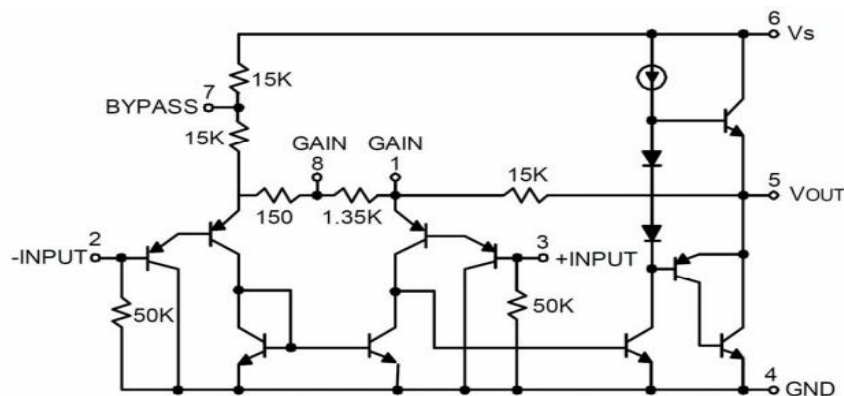 6
Vs
15K
7
BYPASS
15K
GAIN
GAIN
8
1
15K
5
VOUT
150
1.35K
2
-INPUT
3
+INPUT
50K
50K
4
GND